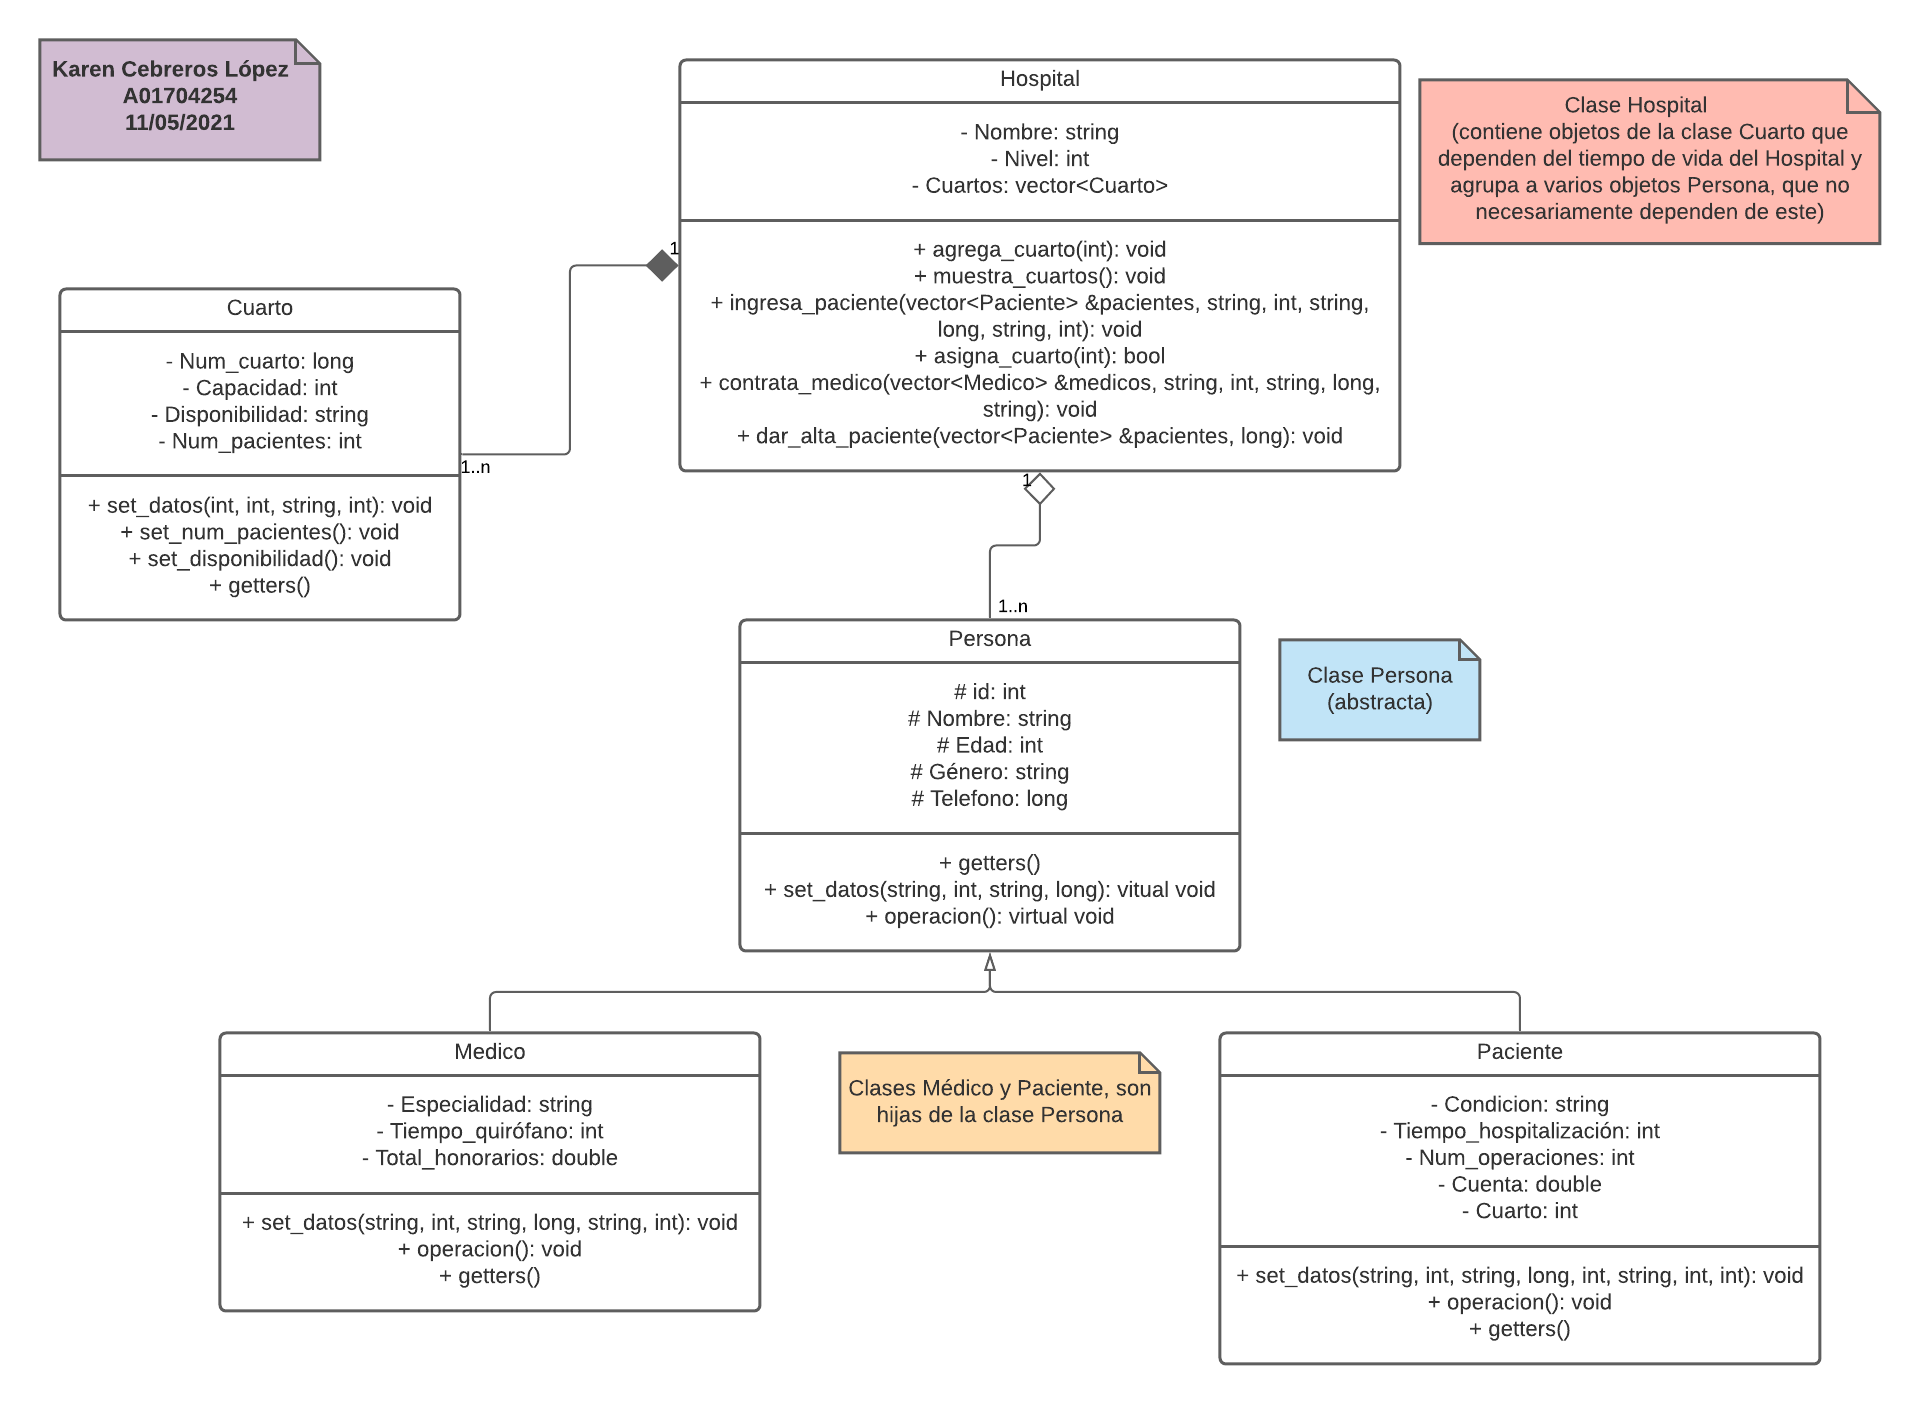 Karen Cebreros López
A01704254
11/05/2021
Hospital
- Nombre: string
- Nivel: int
- Cuartos: vector<Cuarto>
+ agrega_cuarto(int): void
+ muestra_cuartos(): void
+ ingresa_paciente(vector<Paciente> &pacientes, string, int, string,
long, string, int): void
+ asigna_cuarto(int): bool
+ contrata_medico(vector<Medico> &medicos, string, int, string, long,
string): void
+ dar_alta_paciente(vector<Paciente> &pacientes, long): void
Clase Hospital
(contiene objetos de la clase Cuarto que
dependen del tiempo de vida del Hospital y
agrupa a varios objetos Persona, que no
necesariamente dependen de este)
1
Cuarto
- Num_cuarto: long
- Capacidad: int
- Disponibilidad: string
- Num_pacientes: int
+ set_datos(int, int, string, int): void
+ set_num_pacientes(): void
+ set_disponibilidad(): void
+ getters()
1..n
1
1..n
Persona
# id: int
# Nombre: string
# Edad: int
# Género: string
# Telefono: long
+ getters()
+ set_datos(string, int, string, long): vitual void
+ operacion(): virtual void
Clase Persona
(abstracta)
Medico
- Especialidad: string
- Tiempo_quirófano: int
- Total_honorarios: double
+ set_datos(string, int, string, long, string, int): void
+ operacion(): void
+ getters()
Clases Médico y Paciente, son
hijas de la clase Persona
Paciente
- Condicion: string
- Tiempo_hospitalización: int
- Num_operaciones: int
- Cuenta: double
- Cuarto: int
+ set_datos(string, int, string, long, int, string, int, int): void
+ operacion(): void
+ getters()